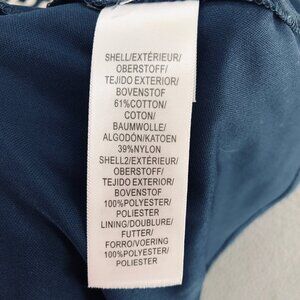 SHELL/EXTÉRIEUR/
OBERSTOFF/
TEJIDO EXTERIOR/
BOVENSTOF
61%COTTON/
COTON/
BAUMWOLLE/
ALGODÓN/KATOEN
39%NYLON
SHELL2/EXTÉRIEUR/
OBERSTOFF/
TEJIDO EXTERIOR/
BOVENSTOF
100%POLYESTER/
POLIESTER
LINING/DOUBLURE/
FUTTER/
FORRO/VOERING
100%POLYESTER/
POLIESTER